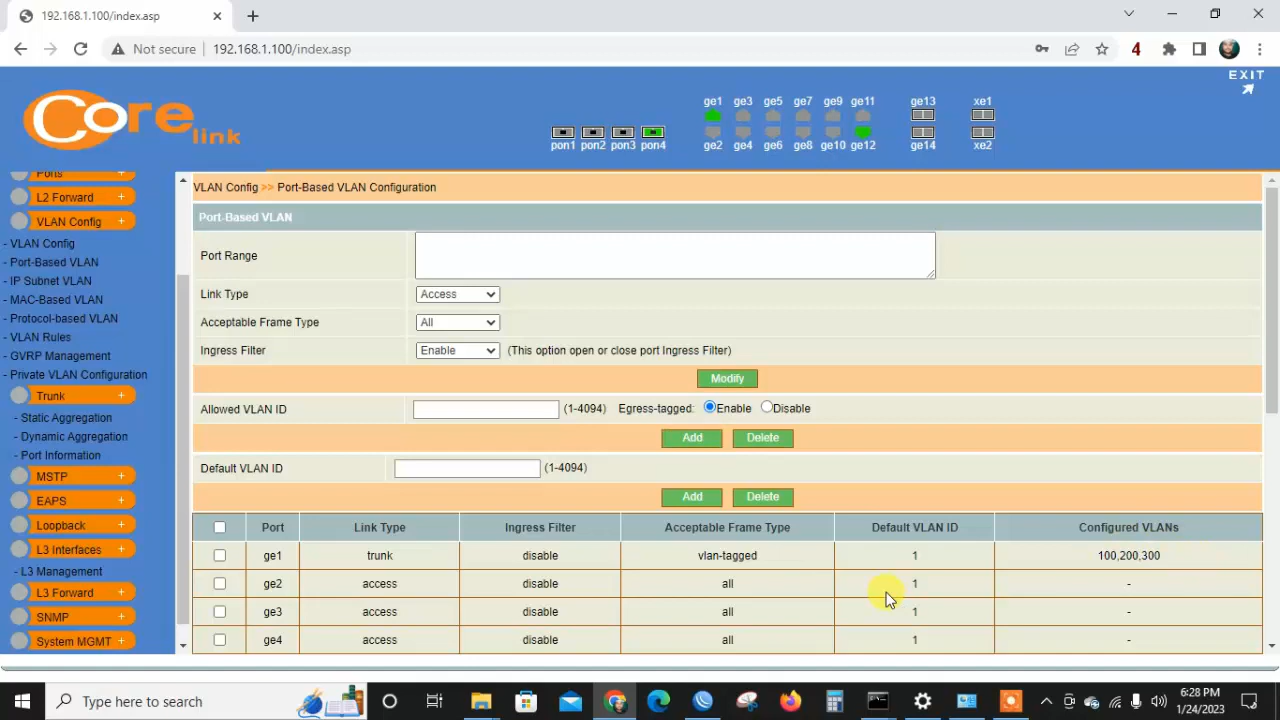 192.168.1.100/index.asp
Not secure 192.168.1.100/index.asp
4
EXIT
Core link
ge1 ge3 ge5 ge7 ge9 ge11 ge13 xe1
pon1 pon2 pon3 pon4 ge2 ge4 ge6 ge8 ge10 ge12 ge14 xe2
Ports +
L2 Forward +
VLAN Config +
- VLAN Config
- Port-Based VLAN
- IP Subnet VLAN
- MAC-Based VLAN
- Protocol-based VLAN
- VLAN Rules
- GVRP Management
- Private VLAN Configuration
Trunk +
- Static Aggregation
- Dynamic Aggregation
- Port Information
MSTP +
EAPS +
Loopback +
L3 Interfaces +
- L3 Management
L3 Forward +
SNMP +
System MGMT +
VLAN Config >> Port-Based VLAN Configuration
Port-Based VLAN
Port Range
Link Type Access
Acceptable Frame Type All
Ingress Filter Enable (This option open or close port Ingress Filter)
Modify
Allowed VLAN ID (1-4094) Egress-tagged: Enable Disable
Add Delete
Default VLAN ID (1-4094)
Add Delete
Port Link Type Ingress Filter Acceptable Frame Type Default VLAN ID Configured VLANs
ge1 trunk disable vlan-tagged 1 100,200,300
ge2 access disable all 1 -
ge3 access disable all 1 -
ge4 access disable all 1 -
Type here to search
6:28 PM
1/24/2023